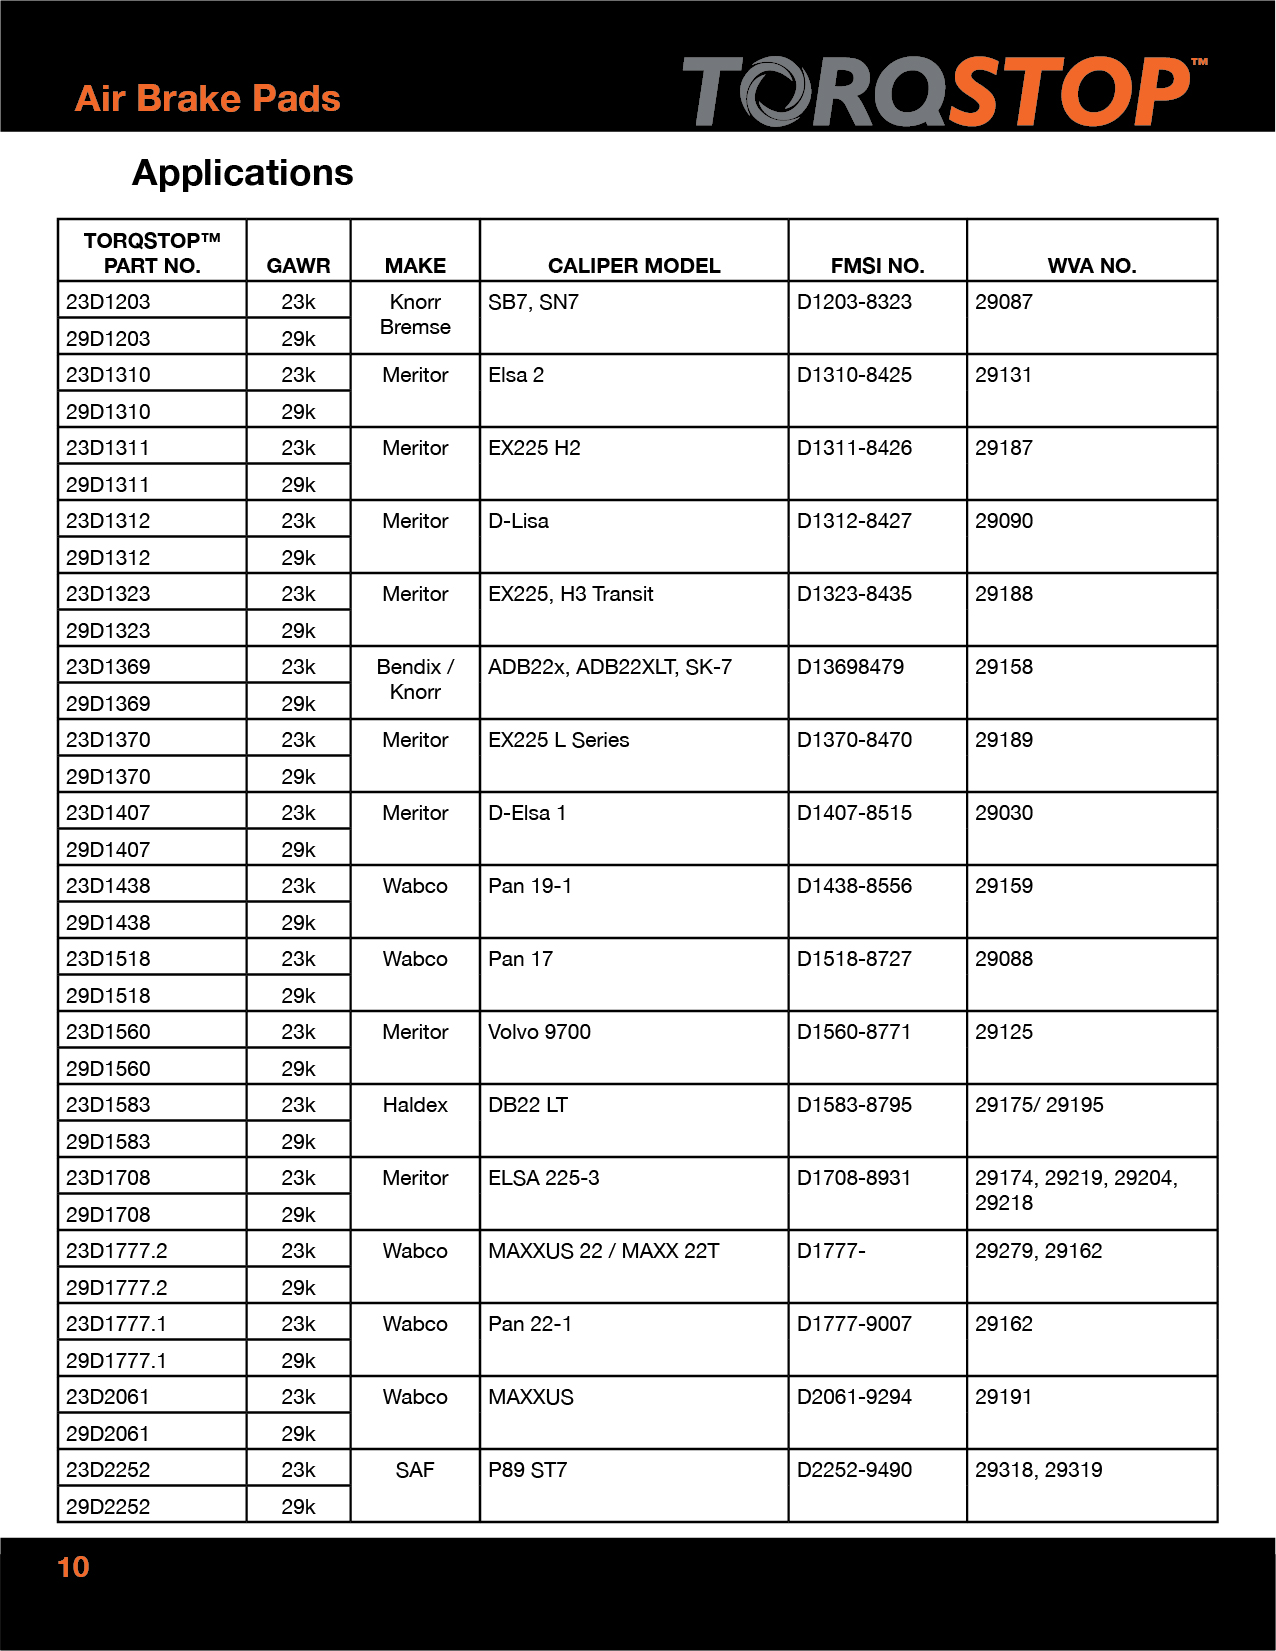 Air Brake Pads
TORQSTOP™
Applications
TORQSTOP™ PART NO. GAWR MAKE CALIPER MODEL FMSI NO. WVA NO.
23D1203 23k Knorr Bremse SB7, SN7 D1203-8323 29087
29D1203 29k
23D1310 23k Meritor Elsa 2 D1310-8425 29131
29D1310 29k
23D1311 23k Meritor EX225 H2 D1311-8426 29187
29D1311 29k
23D1312 23k Meritor D-Lisa D1312-8427 29090
29D1312 29k
23D1323 23k Meritor EX225, H3 Transit D1323-8435 29188
29D1323 29k
23D1369 23k Bendix / Knorr ADB22x, ADB22XLT, SK-7 D13698479 29158
29D1369 29k
23D1370 23k Meritor EX225 L Series D1370-8470 29189
29D1370 29k
23D1407 23k Meritor D-Elsa 1 D1407-8515 29030
29D1407 29k
23D1438 23k Wabco Pan 19-1 D1438-8556 29159
29D1438 29k
23D1518 23k Wabco Pan 17 D1518-8727 29088
29D1518 29k
23D1560 23k Meritor Volvo 9700 D1560-8771 29125
29D1560 29k
23D1583 23k Haldex DB22 LT D1583-8795 29175/ 29195
29D1583 29k
23D1708 23k Meritor ELSA 225-3 D1708-8931 29174, 29219, 29204, 29218
29D1708 29k
23D1777.2 23k Wabco MAXXUS 22 / MAXX 22T D1777- 29279, 29162
29D1777.2 29k
23D1777.1 23k Wabco Pan 22-1 D1777-9007 29162
29D1777.1 29k
23D2061 23k Wabco MAXXUS D2061-9294 29191
29D2061 29k
23D2252 23k SAF P89 ST7 D2252-9490 29318, 29319
29D2252 29k
10